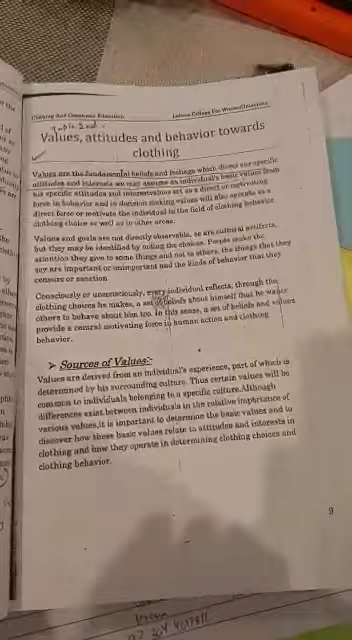 Clothing And Consumer Education Lahore College For Women University
Topic 2nd:
Values, attitudes and behavior towards
clothing
Values are the fundamental beliefs and feelings which direct our specific
attitudes and interests we may assume an individual's basic values from
his specific attitudes and interestsvalues act as a direct or motivating
force in behavior and in decision making values will also operate as a
direct force or motivate the individual in the field of clothing behavior
clothing choice as well as in other areas.
Values and goals are not directly observable, as are cultural artifacts,
but they may be identified by noting the choices. People make the
attention they give to some things and not to others, the things that they
say are important or unimportant and the kinds of behavior that they
censure or sanction.
Consciously or unconsciously, every individual reflects, through the
clothing choices he makes, a set of beliefs about himself that he wants
others to behave about him too. In this sense, a set of beliefs and values
provide a central motivating force in human action and clothing
behavior.
➢ Sources of Values:-
Values are derived from an individual's experience, part of which is
determined by his surrounding culture. Thus certain values will be
common to individuals belonging to a specific culture.Although
differences exist between individuals in the relative importance of
various values,it is important to determine the basic values and to
discover how these basic values relate to attitudes and interests in
clothing and how they operate in determining clothing choices and
clothing behavior.
9